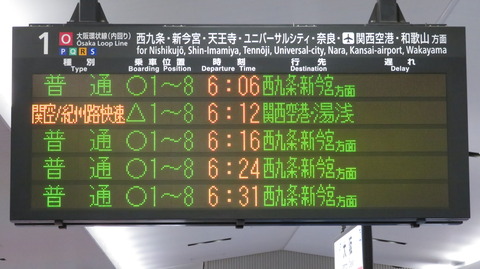 1 O 大阪環状線(内回り) 西九条・新今宮・天王寺・ユニバーサルシティ・奈良・関西空港・和歌山 方面
Osaka Loop Line
P Q R S for Nishikujō, Shin-Imamiya, Tennōji, Universal-city, Nara, Kansai-airport, Wakayama
種別 乗車位置 時刻 行先 遅れ
Type Boarding Position Departure Time Destination Delay
普通 ○1~8 6:06 西九条・新今宮方面
関空/紀州路快速 △1~8 6:12 関西空港・湯浅
普通 ○1~8 6:16 西九条・新今宮方面
普通 ○1~8 6:24 西九条・新今宮方面
普通 ○1~8 6:31 西九条・新今宮方面
大阪